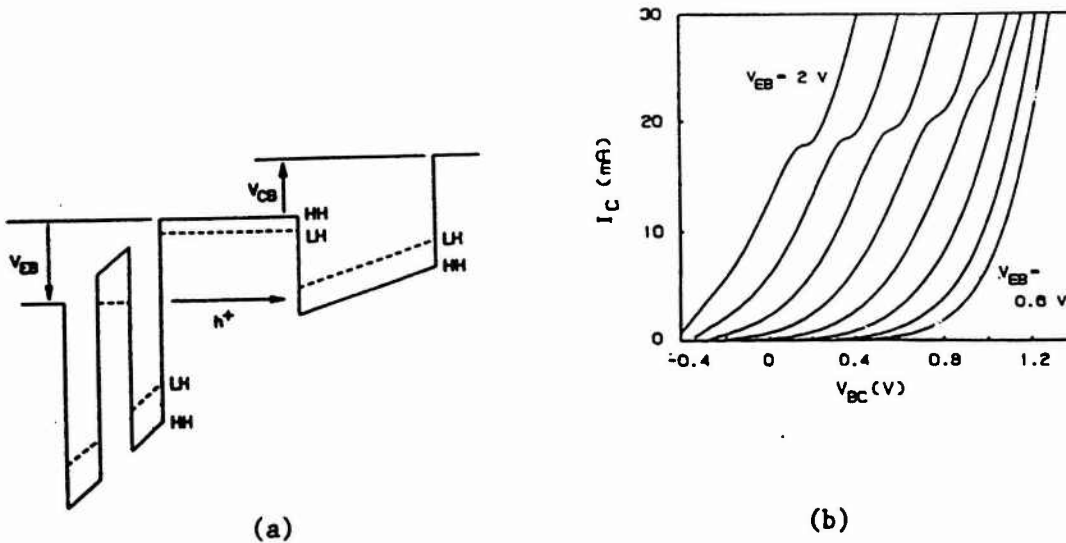 V_EB
V_CB
HH
LH
LH
HH
h⁺
LH
HH
(a)
30
20
10
0
I_C (mA)
V_EB = 2 V
V_EB =
0.6 V
-0.4 0 0.4 0.8 1.2
V_BC (V)
(b)